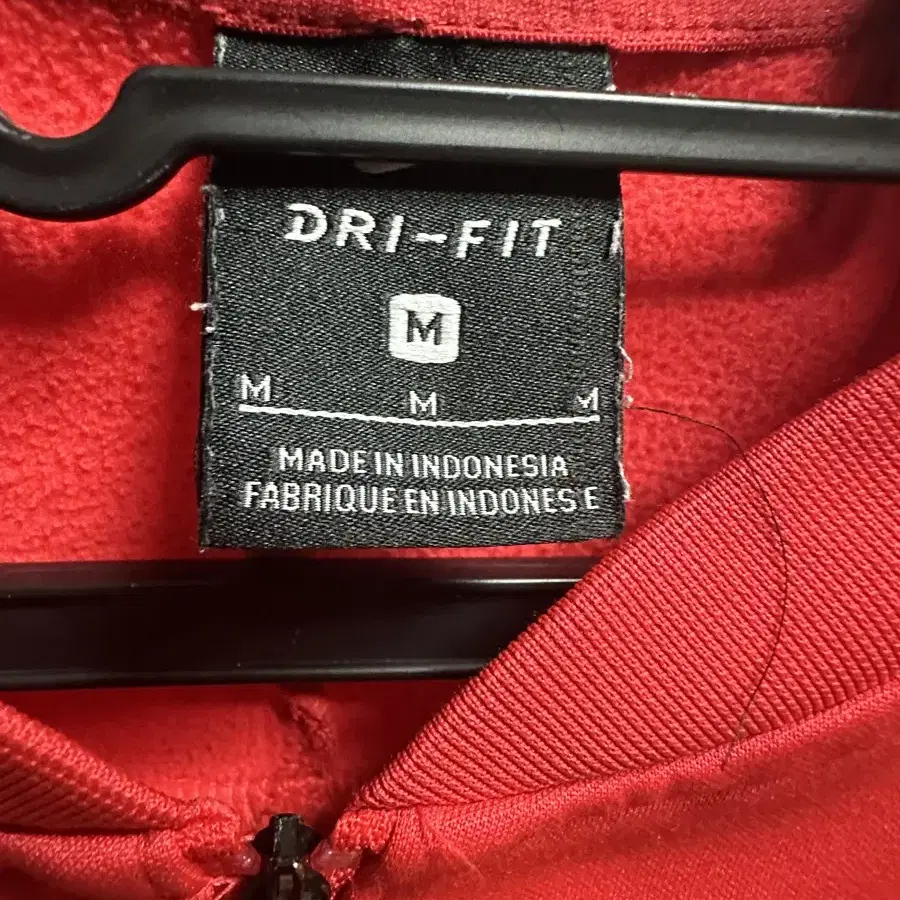 DRI-FIT
M
M M M
MADE IN INDONESIA
FABRIQUE EN INDONESIE